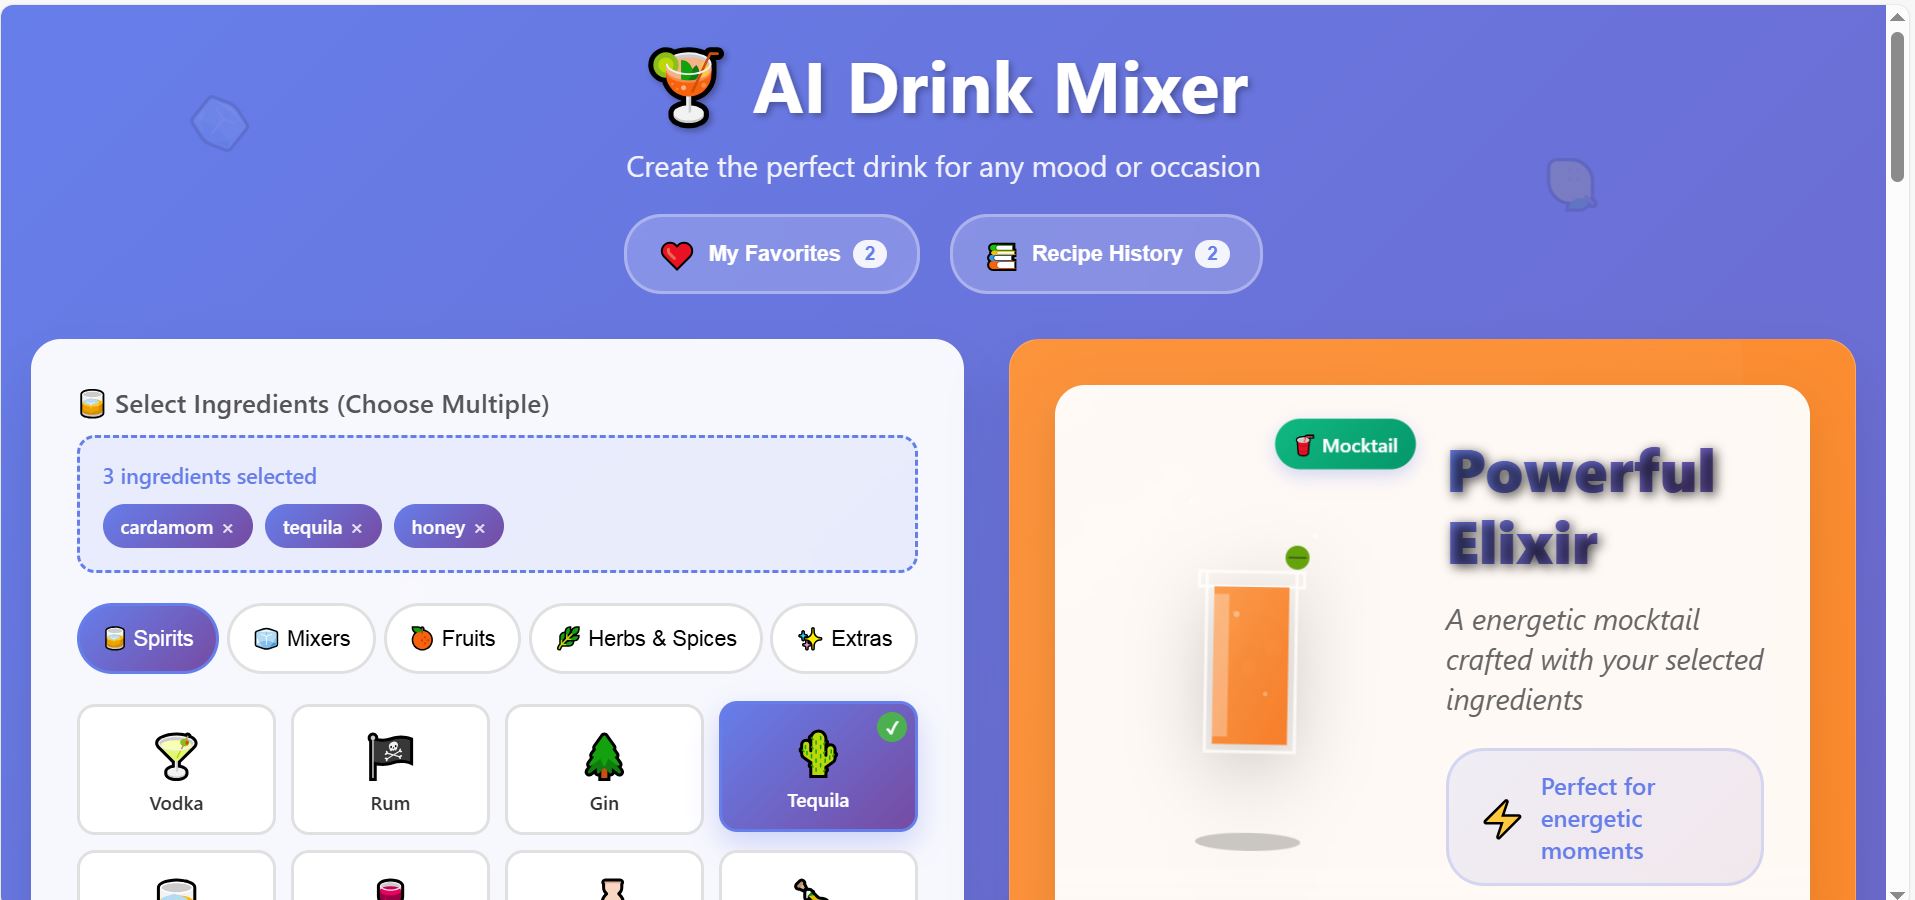 AI Drink Mixer
Create the perfect drink for any mood or occasion
My Favorites 2
Recipe History 2
Select Ingredients (Choose Multiple)
3 ingredients selected
cardamom ×
tequila ×
honey ×
Spirits
Mixers
Fruits
Herbs & Spices
Extras
Vodka
Rum
Gin
Tequila
Mocktail
Powerful
Elixir
A energetic mocktail
crafted with your selected
ingredients
Perfect for
energetic
moments